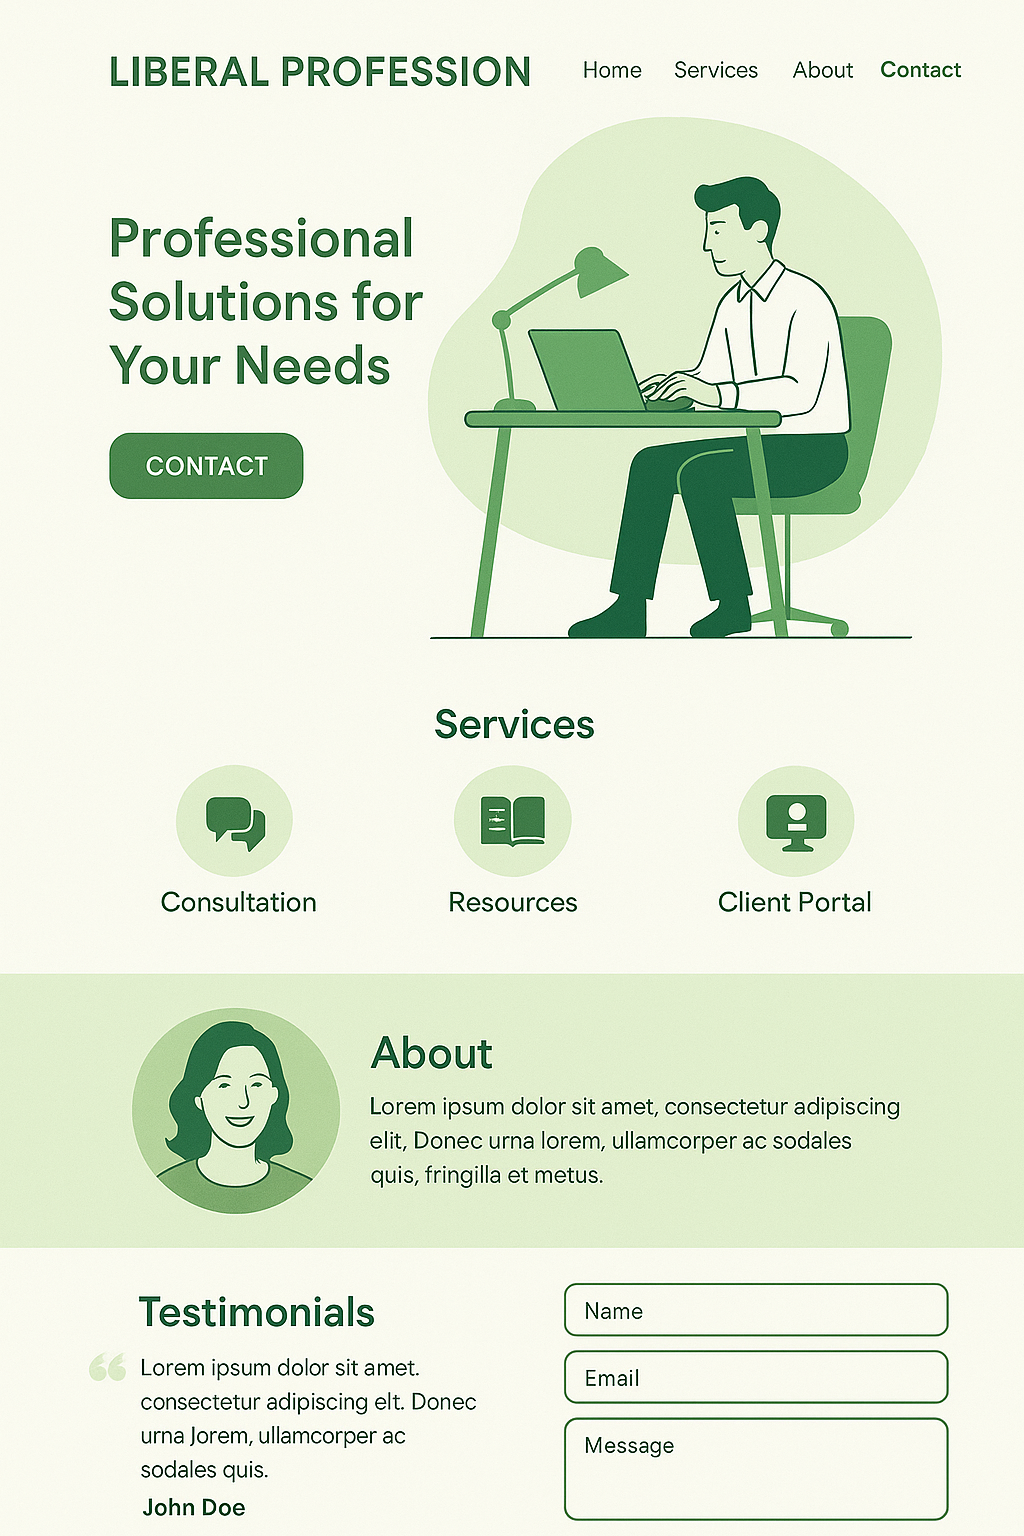 LIBERAL PROFESSION
Home Services About Contact
Professional
Solutions for
Your Needs
CONTACT
Services
Consultation
Resources
Client Portal
About
Lorem ipsum dolor sit amet, consectetur adipiscing
elit, Donec urna lorem, ullamcorper ac sodales
quis, fringilla et metus.
Testimonials
“
Lorem ipsum dolor sit amet.
consectetur adipiscing elt. Donec
urna Jorem, ullamcorper ac
sodales quis.
John Doe
Name
Email
Message